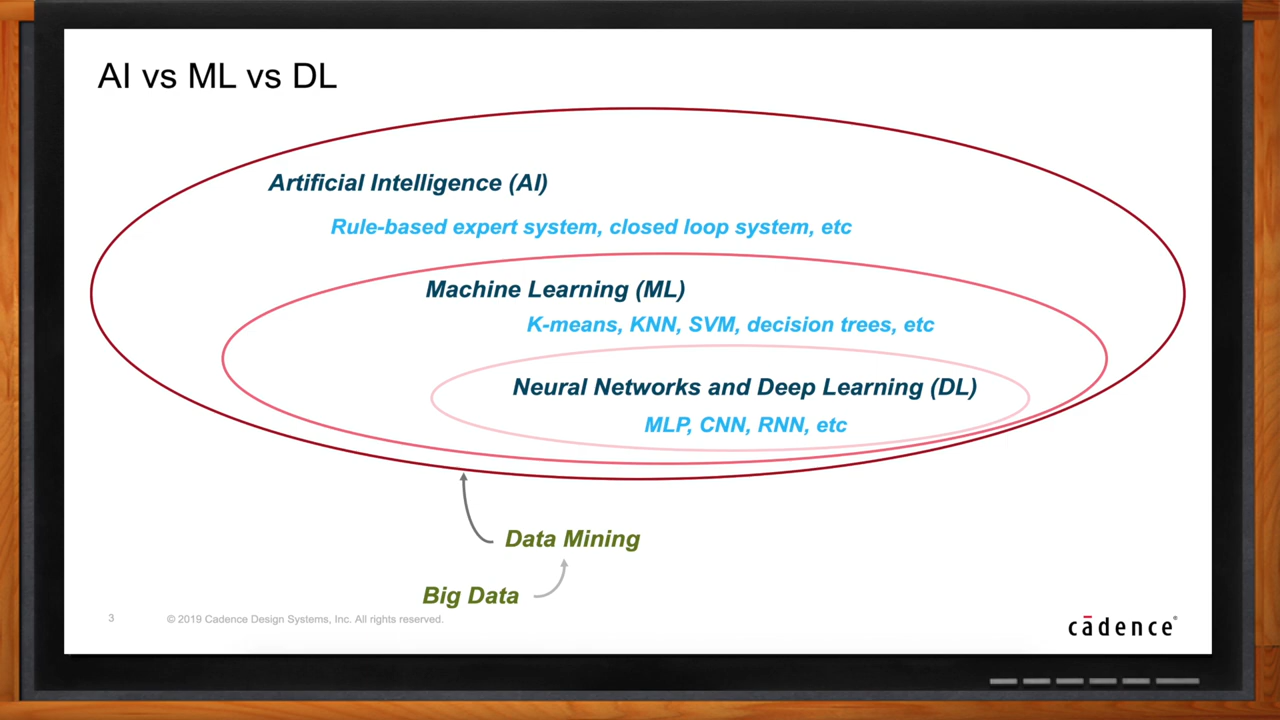 AI vs ML vs DL
Artificial Intelligence (AI)
Rule-based expert system, closed loop system, etc
Machine Learning (ML)
K-means, KNN, SVM, decision trees, etc
Neural Networks and Deep Learning (DL)
MLP, CNN, RNN, etc
Data Mining
Big Data
3
© 2019 Cadence Design Systems, Inc. All rights reserved.
cādence®